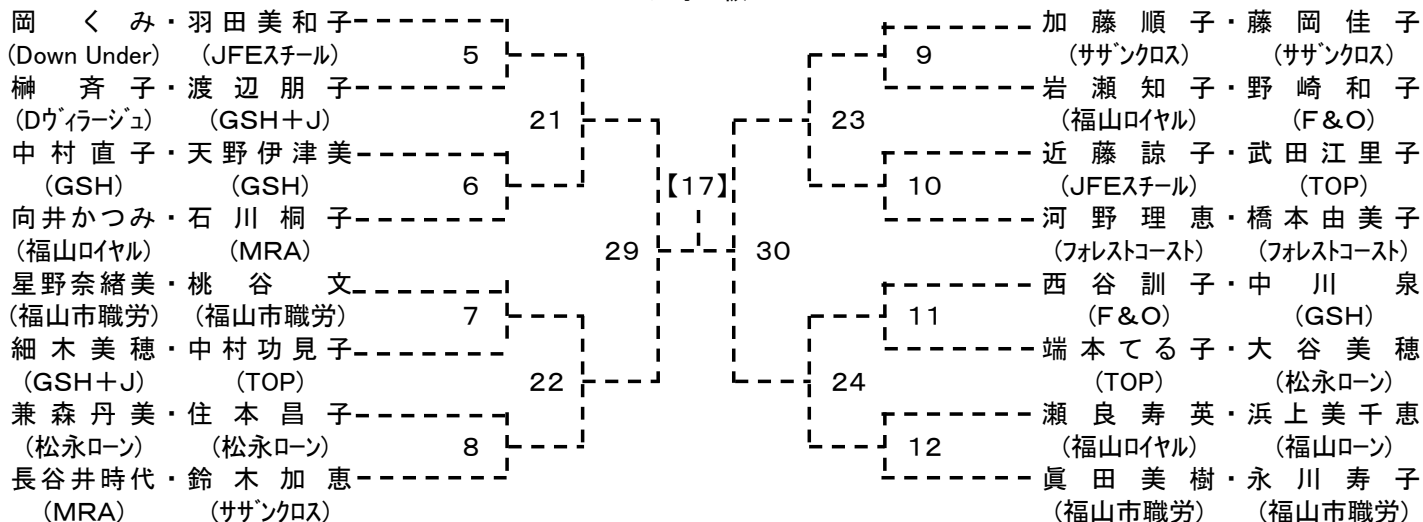 岡くみ・羽田美和子
(Down Under) (JFEスチール)
5
榊斉子・渡辺朋子
(Dヴィラージュ) (GSH＋J)
21
中村直子・天野伊津美
(GSH) (GSH)
6
向井かつみ・石川桐子
(福山ロイヤル) (MRA)
29
星野奈緒美・桃谷文
(福山市職労) (福山市職労)
7
細木美穂・中村功見子
(GSH＋J) (TOP)
22
兼森丹美・住本昌子
(松永ローン) (松永ローン)
8
長谷井時代・鈴木加恵
(MRA) (サザンクロス)
【17】
加藤順子・藤岡佳子
(サザンクロス) (サザンクロス)
9
岩瀬知子・野崎和子
(福山ロイヤル) (F＆O)
23
近藤諒子・武田江里子
(JFEスチール) (TOP)
10
河野理恵・橋本由美子
(フォレストコースト) (フォレストコースト)
30
西谷訓子・中川泉
(F＆O) (GSH)
11
端本てる子・大谷美穂
(TOP) (松永ローン)
24
瀬良寿英・浜上美千恵
(福山ロイヤル) (福山ローン)
12
眞田美樹・永川寿子
(福山市職労) (福山市職労)